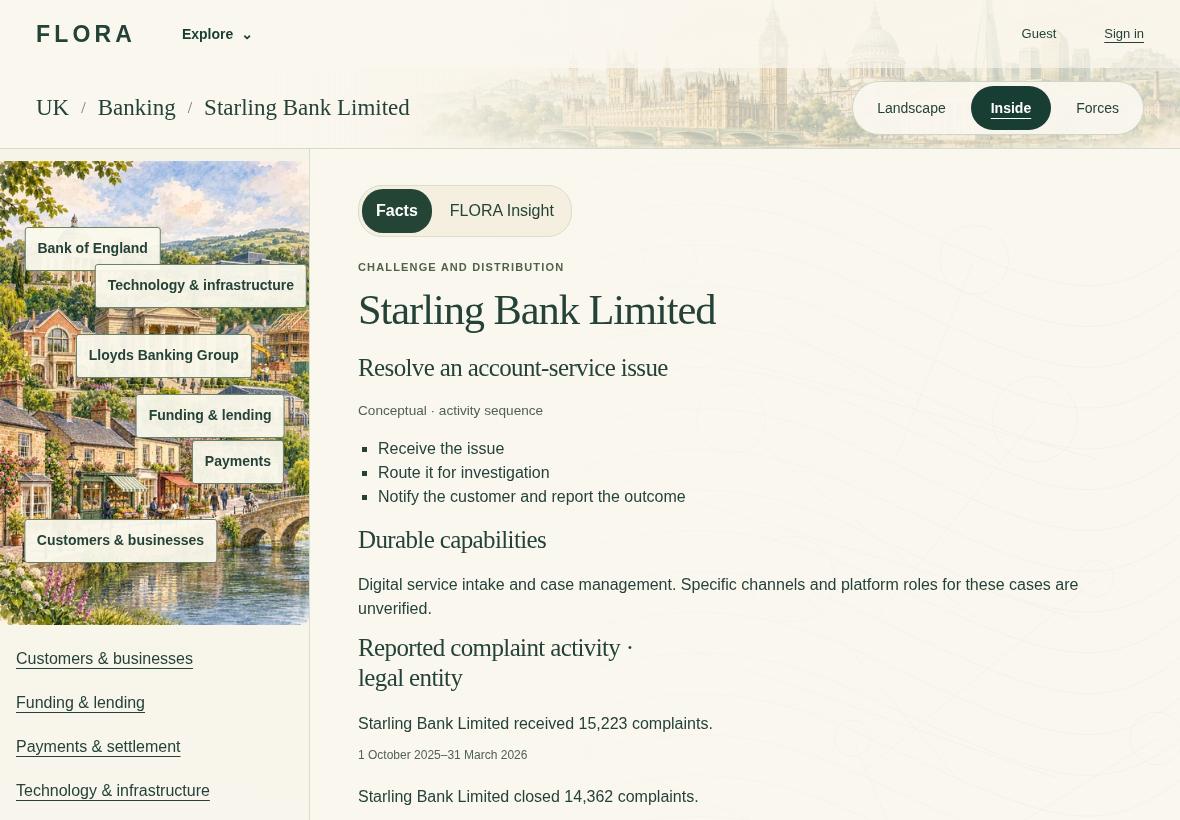 FLORA
Explore
Guest
Sign in
UK / Banking / Starling Bank Limited
Landscape
Inside
Forces
Bank of England
Technology & infrastructure
Lloyds Banking Group
Funding & lending
Payments
Customers & businesses
Customers & businesses
Funding & lending
Payments & settlement
Technology & infrastructure
Facts
FLORA Insight
CHALLENGE AND DISTRIBUTION
Starling Bank Limited
Resolve an account-service issue
Conceptual · activity sequence
Receive the issue
Route it for investigation
Notify the customer and report the outcome
Durable capabilities
Digital service intake and case management. Specific channels and platform roles for these cases are
unverified.
Reported complaint activity ·
legal entity
Starling Bank Limited received 15,223 complaints.
1 October 2025–31 March 2026
Starling Bank Limited closed 14,362 complaints.